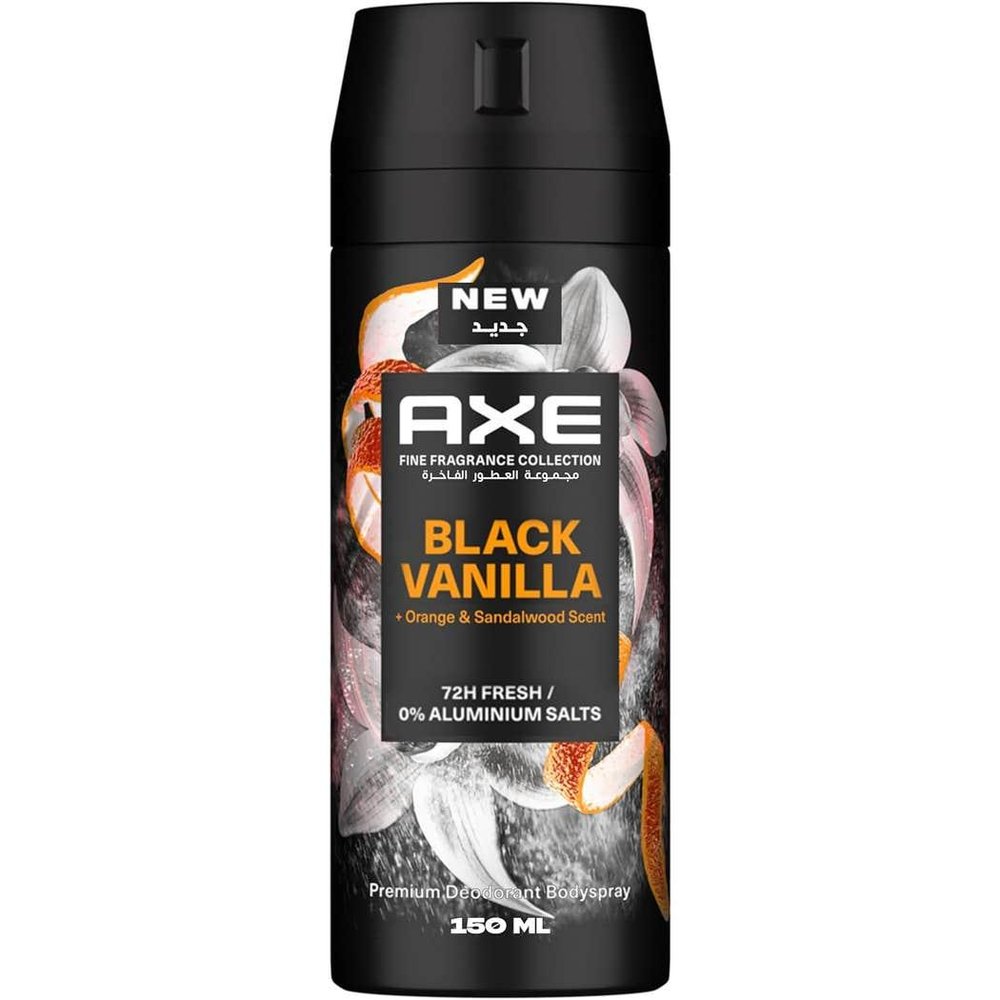 NEW
جديد
AXE
FINE FRAGRANCE COLLECTION
مجموعة العطور الفاخرة
BLACK
VANILLA
+ Orange & Sandalwood Scent
72H FRESH /
0% ALUMINIUM SALTS
Premium Deodorant Bodyspray
150 ML